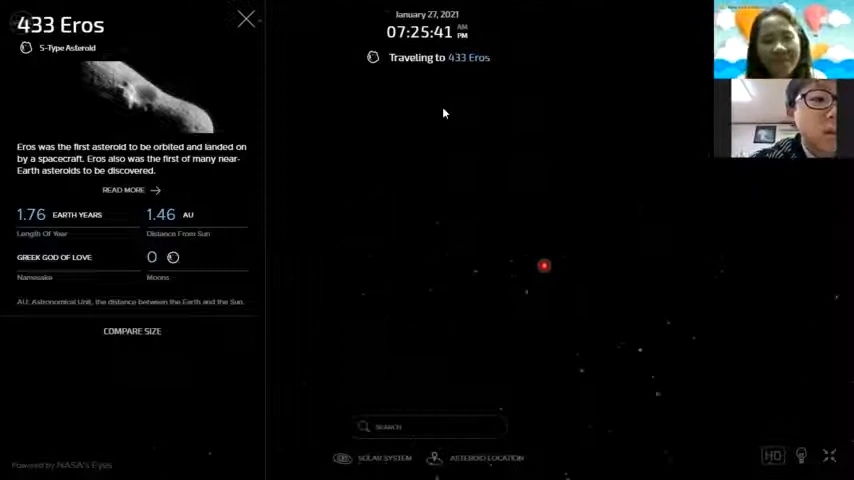 433 Eros
S-Type Asteroid
Eros was the first asteroid to be orbited and landed on
by a spacecraft. Eros also was the first of many near-
Earth asteroids to be discovered.
READ MORE
1.76 EARTH YEARS
Length Of Year
1.46 AU
Distance From Sun
GREEK GOD OF LOVE
Namesake
0
Moons
AU: Astronomical Unit, the distance between the Earth and the Sun.
COMPARE SIZE
Powered by NASA's Eyes
January 27, 2021
07:25:41 AM PM
Traveling to 433 Eros
SEARCH
SOLAR SYSTEM
ASTEROID LOCATION
HD